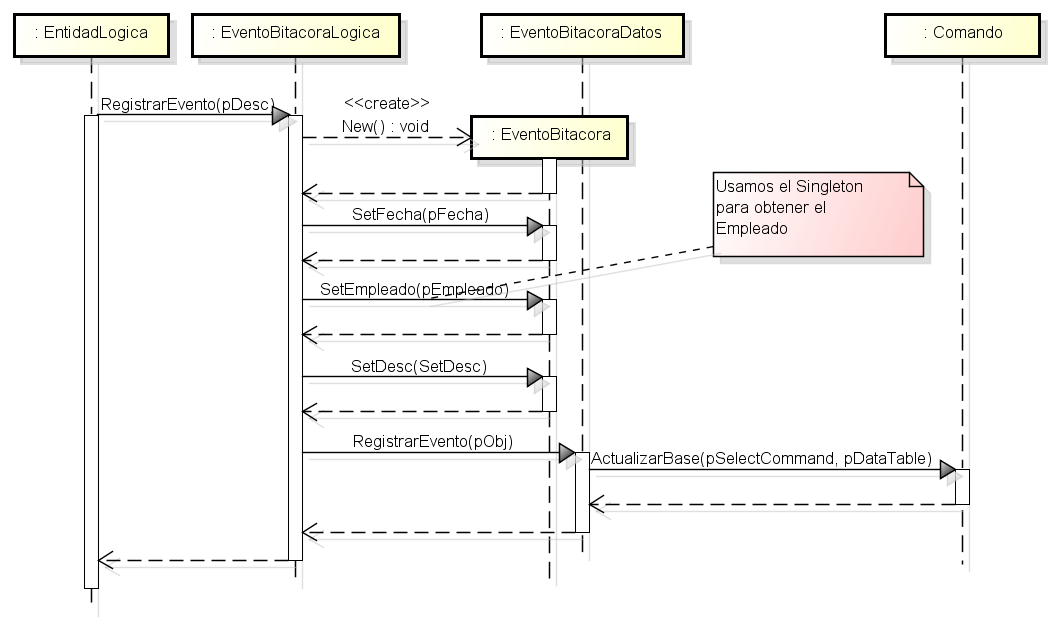 : EntidadLogica
: EventoBitacoraLogica
: EventoBitacoraDatos
: Comando
RegistrarEvento(pDesc)
<<create>>
New() : void
: EventoBitacora
Usamos el Singleton
para obtener el
Empleado
SetFecha(pFecha)
SetEmpleado(pEmpleado)
SetDesc(SetDesc)
RegistrarEvento(pObj)
ActualizarBase(pSelectCommand, pDataTable)